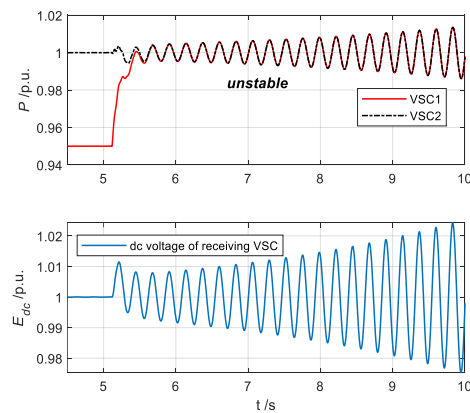 1.02
1
0.98
0.96
0.94
P /p.u.
unstable
VSC1
VSC2
5 6 7 8 9 10
1.02
1.01
1
0.99
0.98
E_dc /p.u.
dc voltage of receiving VSC
5 6 7 8 9 10
t /s